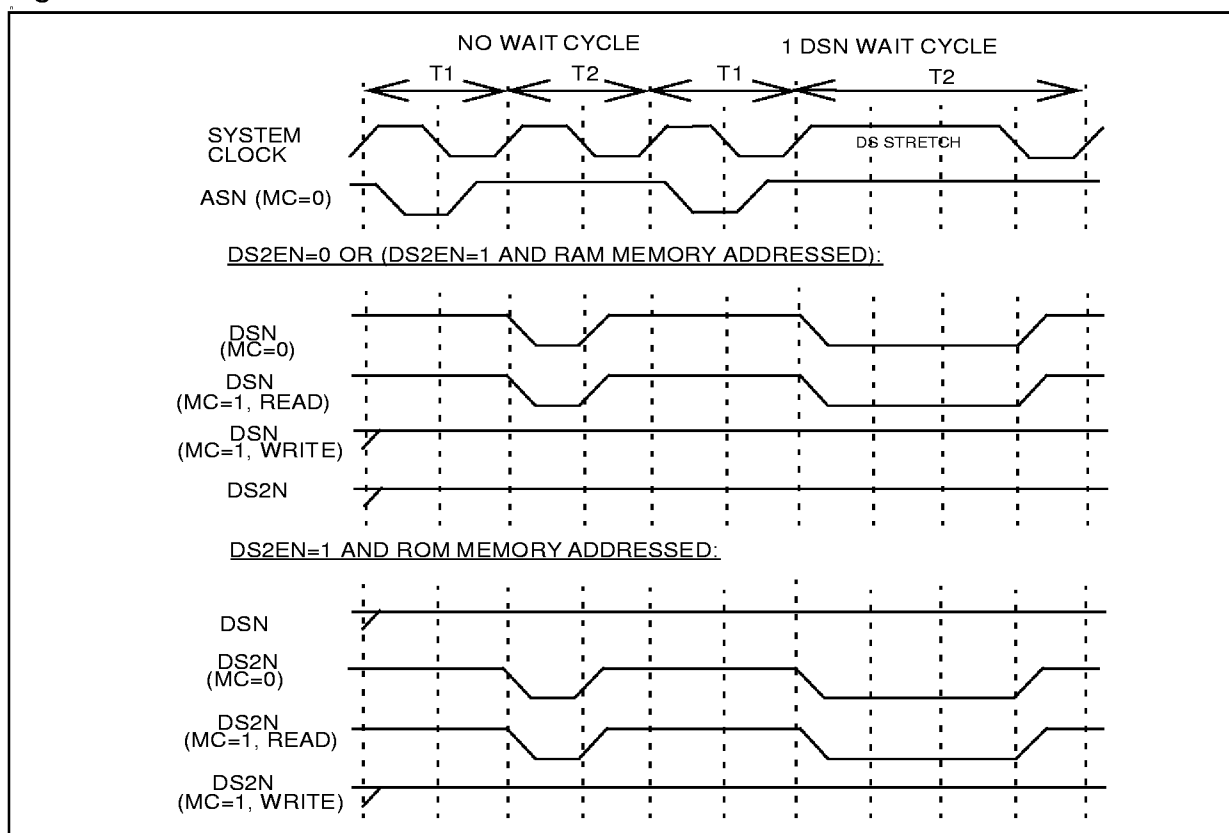 NO WAIT CYCLE
1 DSN WAIT CYCLE
T1
T2
T1
T2
SYSTEM
CLOCK
DS STRETCH
ASN (MC=0)
DS2EN=0 OR (DS2EN=1 AND RAM MEMORY ADDRESSED):
DSN
(MC=0)
DSN
(MC=1, READ)
DSN
(MC=1, WRITE)
DS2N
DS2EN=1 AND ROM MEMORY ADDRESSED:
DSN
DS2N
(MC=0)
DS2N
(MC=1, READ)
DS2N
(MC=1, WRITE)